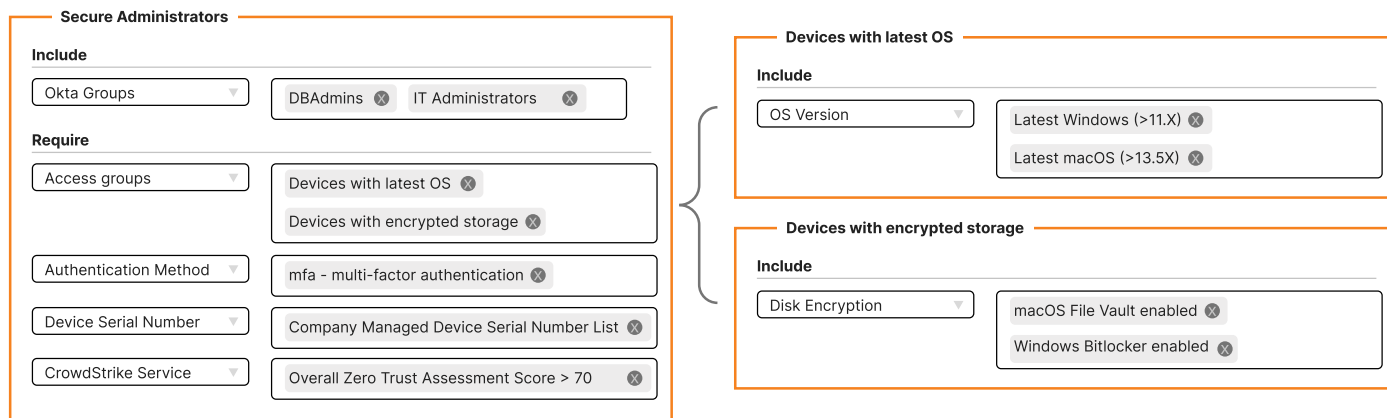 Secure Administrators
Include
Okta Groups
DBAdmins X IT Administrators X
Require
Access groups
Devices with latest OS X
Devices with encrypted storage X
Authentication Method
mfa - multi-factor authentication X
Device Serial Number
Company Managed Device Serial Number List X
CrowdStrike Service
Overall Zero Trust Assessment Score > 70 X
Devices with latest OS
Include
OS Version
Latest Windows (>11.X) X
Latest macOS (>13.5X) X
Devices with encrypted storage
Include
Disk Encryption
macOS File Vault enabled X
Windows Bitlocker enabled X